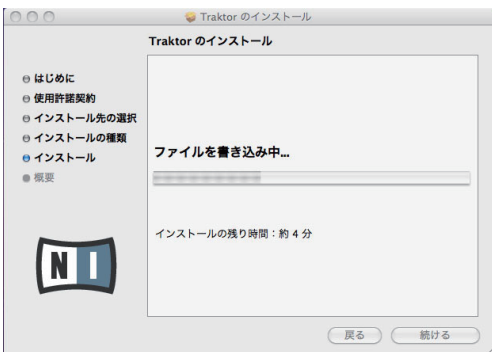 Traktor のインストール
Traktor のインストール
はじめに
使用許諾契約
インストール先の選択
インストールの種類
インストール
概要
ファイルを書き込み中...
インストールの残り時間：約 4 分
NI
戻る
続ける